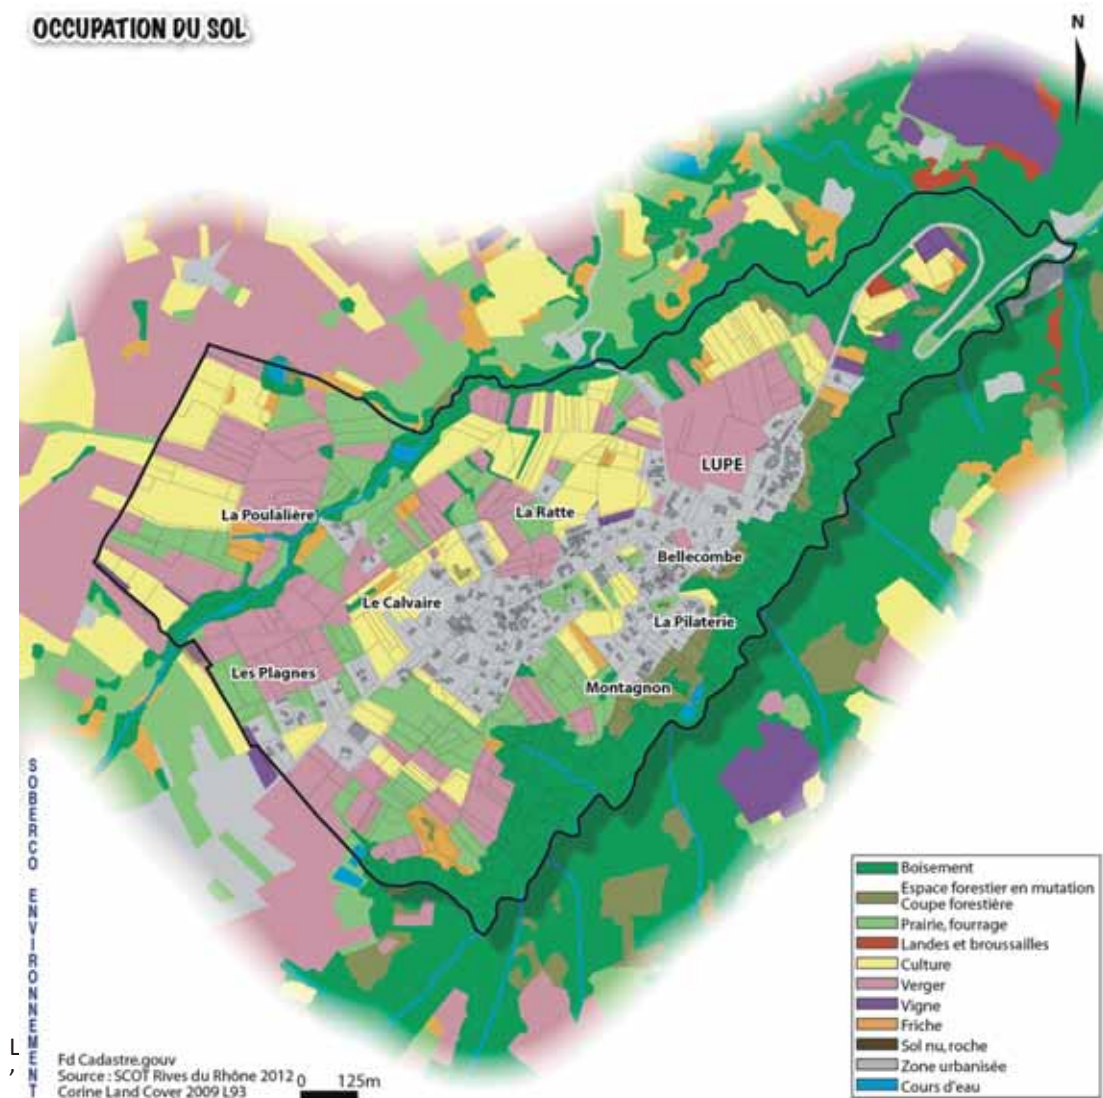 OCCUPATION DU SOL
N
LUPE
La Poulalière
La Ratte
Bellecombe
Le Calvaire
La Pilaterie
Les Plagnes
Montagnon
SOBERCO ENVIRONNEMENT
Boisement
Espace forestier en mutation
Coupe forestière
Prairie, fourrage
Landes et broussailles
Culture
Verger
Vigne
Friche
Sol nu, roche
Zone urbanisée
Cours d'eau
L
,
Fd Cadastre.gouv
Source : SCOT Rives du Rhône 2012
Corine Land Cover 2009 L93
0 125m